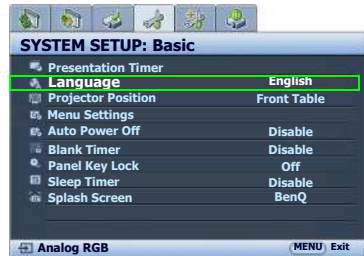 SYSTEM SETUP: Basic
Presentation Timer
Language English
Projector Position Front Table
Menu Settings
Auto Power Off Disable
Blank Timer Disable
Panel Key Lock Off
Sleep Timer Disable
Splash Screen BenQ
Analog RGB MENU Exit